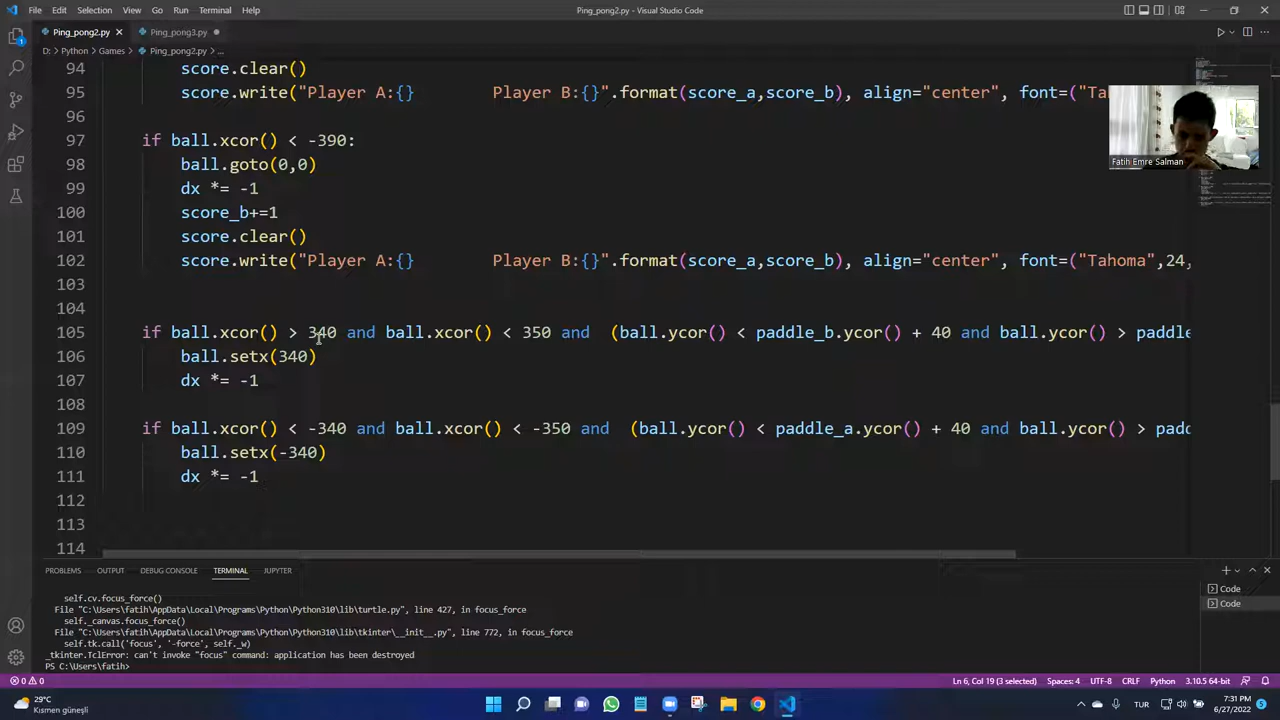 File Edit Selection View Go Run Terminal Help
Ping_pong2.py - Visual Studio Code
Ping_pong2.py
Ping_pong3.py
D: > Python > Games > Ping_pong2.py > ...
94 score.clear()
95 score.write("Player A:{} Player B:{}".format(score_a,score_b), align="center", font=("Ta
96
97 if ball.xcor() < -390:
98 ball.goto(0,0)
99 dx *= -1
100 score_b+=1
101 score.clear()
102 score.write("Player A:{} Player B:{}".format(score_a,score_b), align="center", font=("Tahoma",24,
103
104
105 if ball.xcor() > 340 and ball.xcor() < 350 and (ball.ycor() < paddle_b.ycor() + 40 and ball.ycor() > paddle
106 ball.setx(340)
107 dx *= -1
108
109 if ball.xcor() < -340 and ball.xcor() < -350 and (ball.ycor() < paddle_a.ycor() + 40 and ball.ycor() > padd
110 ball.setx(-340)
111 dx *= -1
112
113
114
Fatih Emre Salman
1
PROBLEMS OUTPUT DEBUG CONSOLE TERMINAL JUPYTER
self.cv.focus_force()
File "C:\Users\fatih\AppData\Local\Programs\Python\Python310\lib\turtle.py", line 427, in focus_force
self._canvas.focus_force()
File "C:\Users\fatih\AppData\Local\Programs\Python\Python310\lib\tkinter\__init__.py", line 772, in focus_force
self.tk.call('focus', '-force', self._w)
_tkinter.TclError: can't invoke "focus" command: application has been destroyed
PS C:\Users\fatih>
Code
Code
0 0
Ln 6, Col 19 (3 selected) Spaces: 4 UTF-8 CRLF Python 3.10.5 64-bit
29°C
Kısmen güneşli
TUR
7:31 PM
6/27/2022